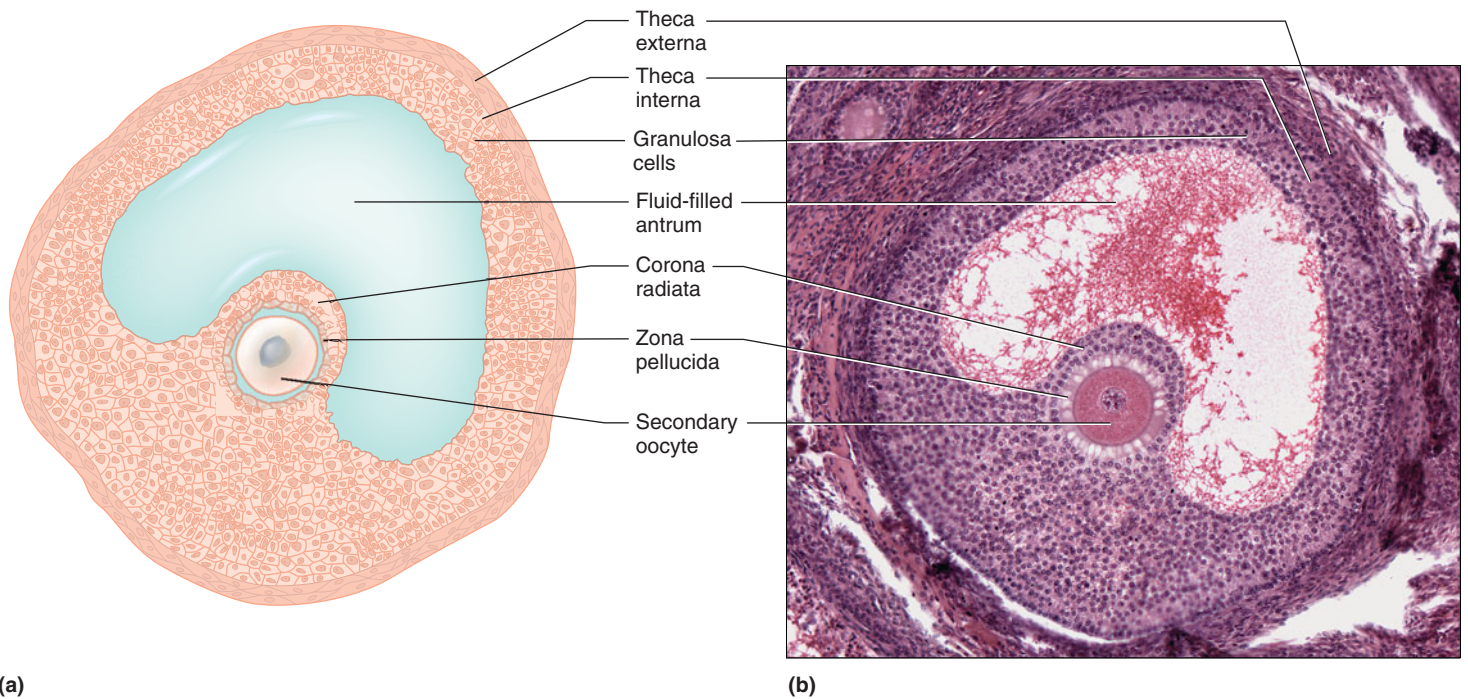 Theca
externa
Theca
interna
Granulosa
cells
Fluid-filled
antrum
Corona
radiata
Zona
pellucida
Secondary
oocyte
(a)
(b)